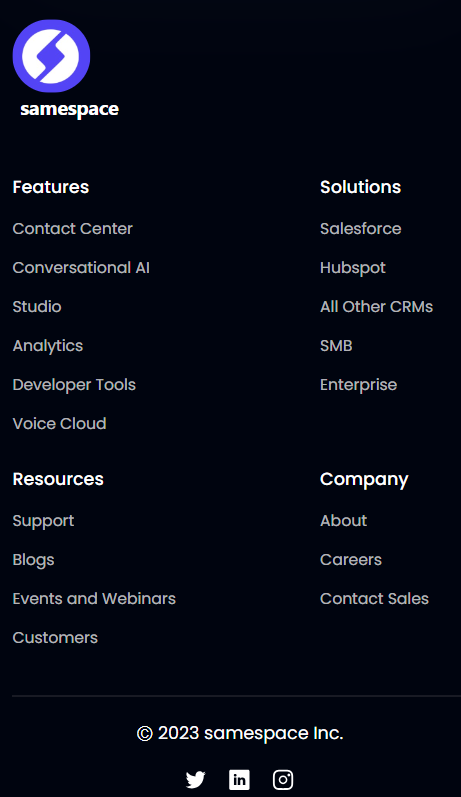 samespace
Features
Contact Center
Conversational AI
Studio
Analytics
Developer Tools
Voice Cloud
Solutions
Salesforce
Hubspot
All Other CRMs
SMB
Enterprise
Resources
Support
Blogs
Events and Webinars
Customers
Company
About
Careers
Contact Sales
© 2023 samespace Inc.
in